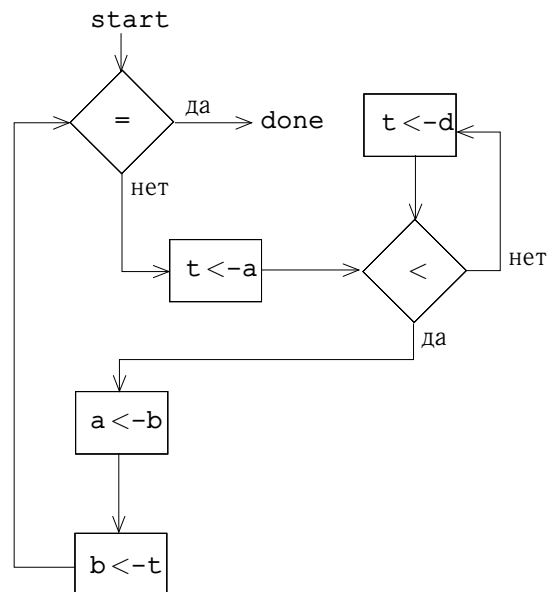 start
=
да
done
нет
t<-d
t<-a
<
нет
да
a<-b
b<-t